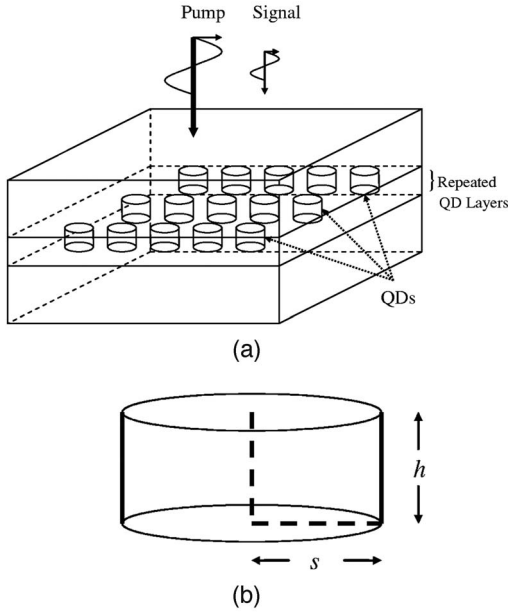 Pump Signal
Repeated
QD Layers
QDs
(a)
h
s
(b)